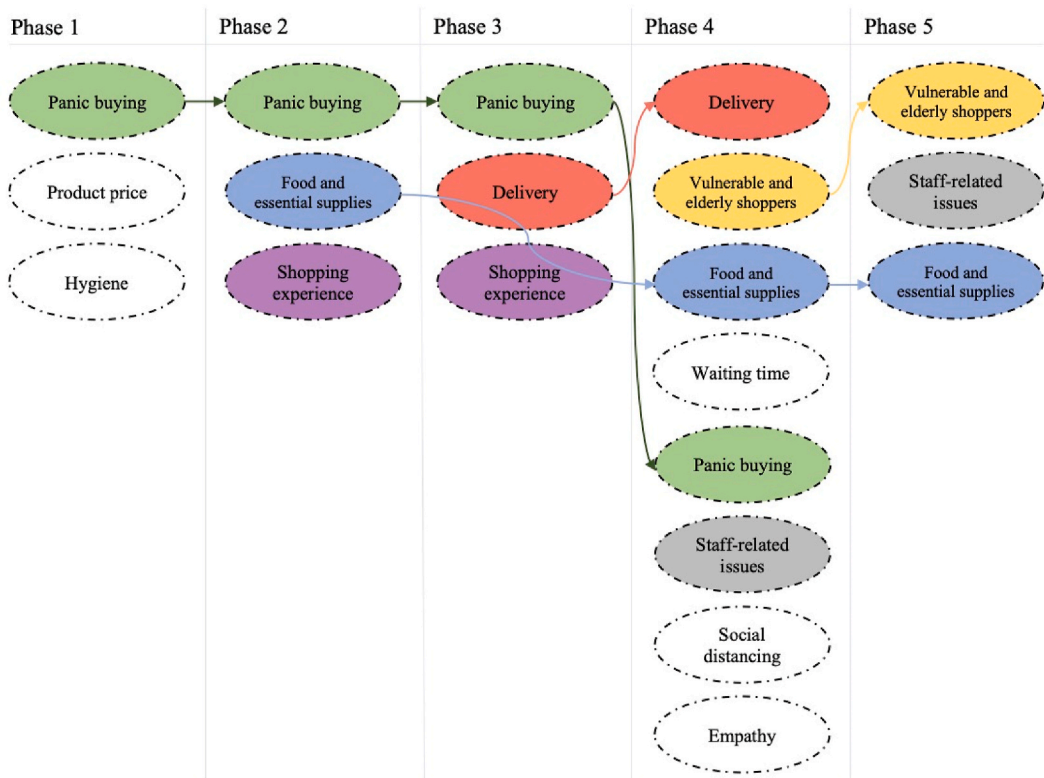 Phase 1
Phase 2
Phase 3
Phase 4
Phase 5
Panic buying
Product price
Hygiene
Panic buying
Food and
essential supplies
Shopping
experience
Panic buying
Delivery
Shopping
experience
Delivery
Vulnerable and
elderly shoppers
Food and
essential supplies
Waiting time
Panic buying
Staff-related
issues
Social
distancing
Empathy
Vulnerable and
elderly shoppers
Staff-related
issues
Food and
essential supplies